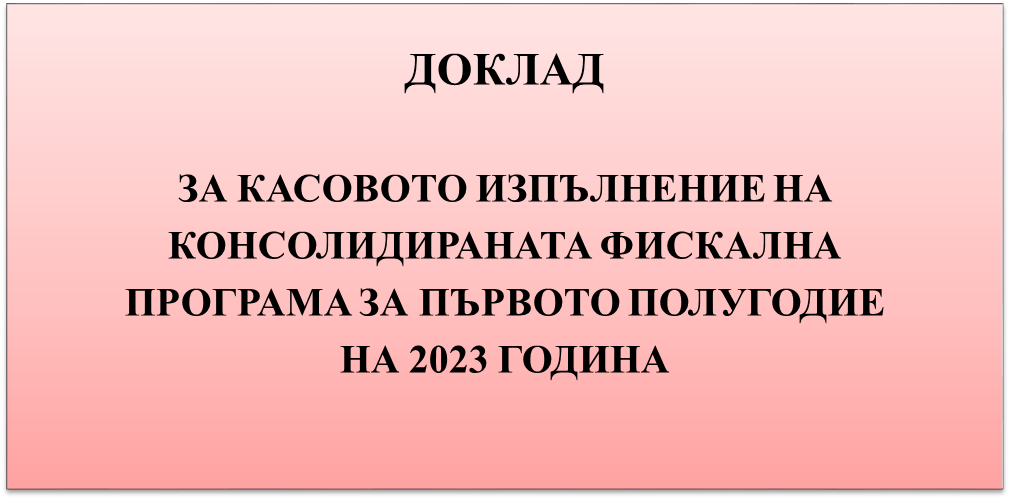 ДОКЛАД
ЗА КАСОВОТО ИЗПЪЛНЕНИЕ НА
КОНСОЛИДИРАНАТА ФИСКАЛНА
ПРОГРАМА ЗА ПЪРВОТО ПОЛУГОДИЕ
НА 2023 ГОДИНА